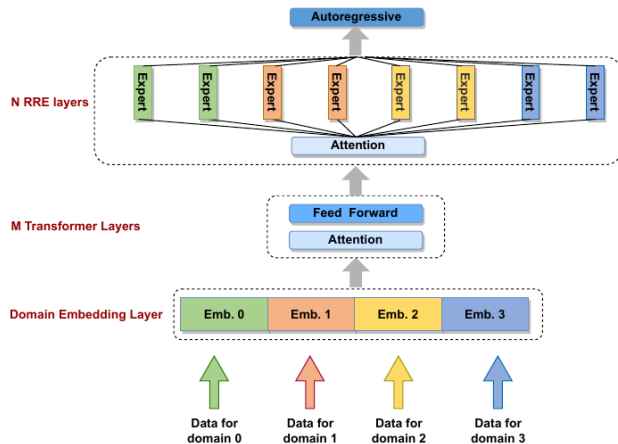 Autoregressive
N RRE layers
Expert
Expert
Expert
Expert
Expert
Expert
Expert
Expert
Attention
M Transformer Layers
Feed Forward
Attention
Domain Embedding Layer
Emb. 0
Emb. 1
Emb. 2
Emb. 3
Data for
domain 0
Data for
domain 1
Data for
domain 2
Data for
domain 3